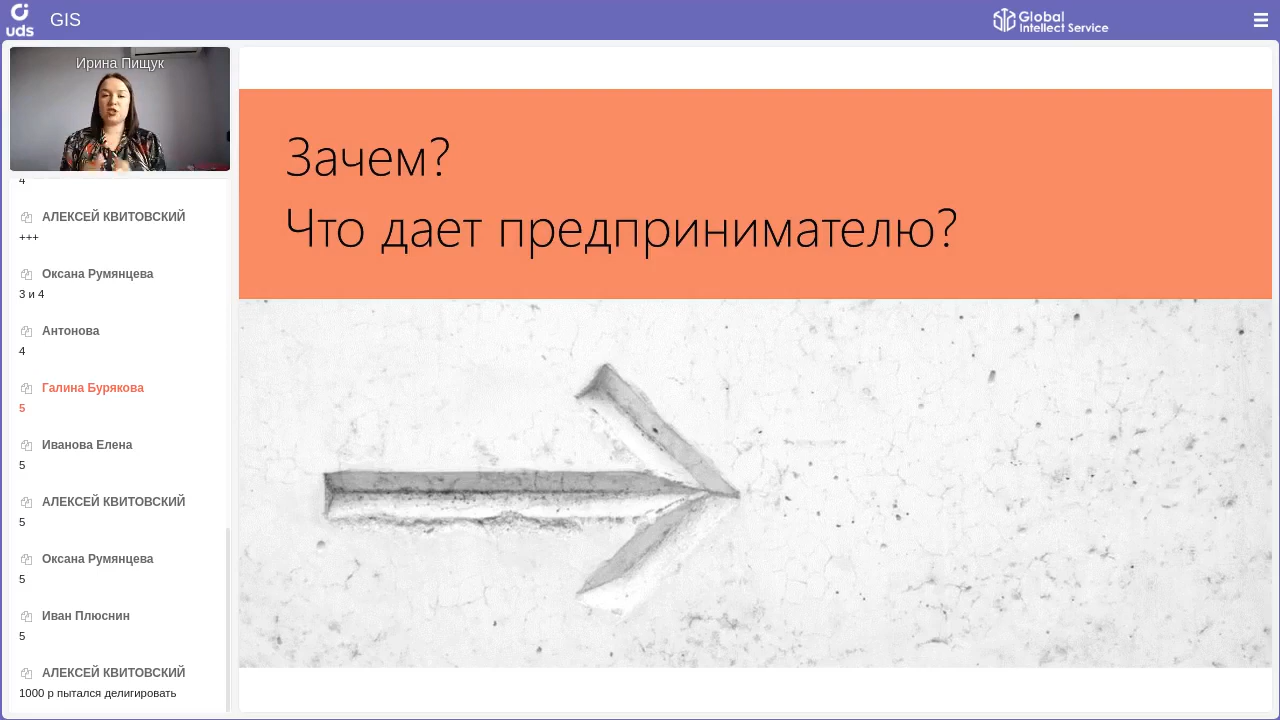 uds
GIS
Global
Intellect Service
Ирина Пищук
4
АЛЕКСЕЙ КВИТОВСКИЙ
+++
Оксана Румянцева
3 и 4
Антонова
4
Галина Бурякова
5
Иванова Елена
5
АЛЕКСЕЙ КВИТОВСКИЙ
5
Оксана Румянцева
5
Иван Плюснин
5
АЛЕКСЕЙ КВИТОВСКИЙ
1000 р пытался делигировать
Зачем?
Что дает предпринимателю?